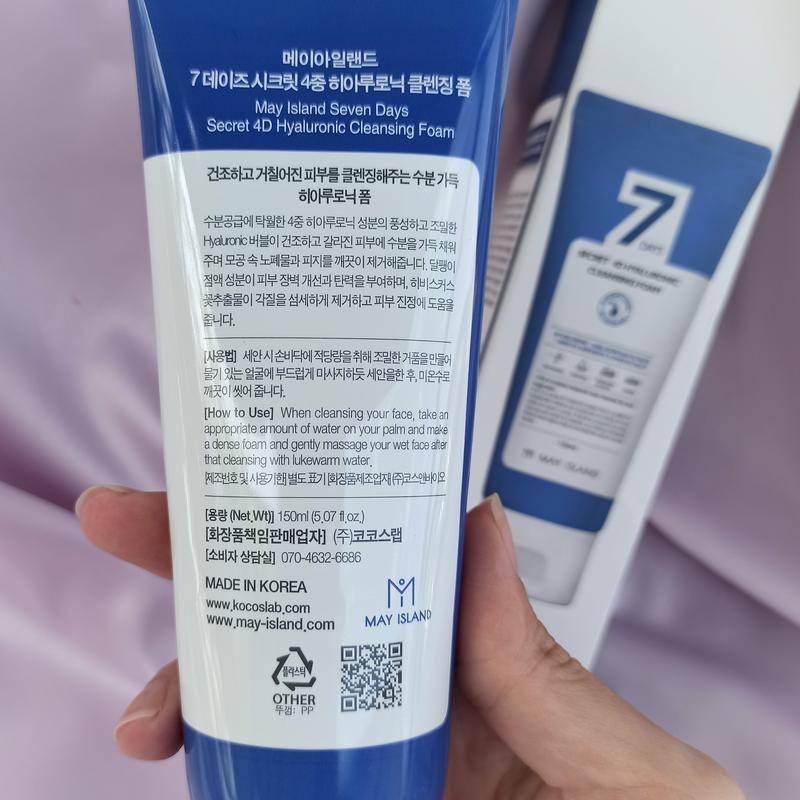 메이아일랜드
7 데이즈 시크릿 4중 히아루로닉 클렌징 폼
May Island Seven Days
Secret 4D Hyaluronic Cleansing Foam
건조하고 거칠어진 피부를 클렌징해주는 수분 가득
히아루로닉 폼
수분공급에 탁월한 4중 히아루로닉 성분의 풍성하고 조밀한
Hyaluronic 버블이 건조하고 갈라진 피부에 수분을 가득 채워
주며 모공 속 노폐물과 피지를 깨끗이 제거해줍니다. 달팽이
점액 성분이 피부 장벽 개선과 탄력을 부여하며, 히비스커스
꽃추출물이 각질을 섬세하게 제거하고 피부 진정에 도움을
줍니다.
[사용법] 세안 시 손바닥에 적당량을 취해 조밀한 거품을 만들어
물기 있는 얼굴에 부드럽게 마사지하듯 세안을한 후, 미온수로
깨끗이 씻어 줍니다.
[How to Use] When cleansing your face, take an
appropriate amount of water on your palm and make
a dense foam and gently massage your wet face after
that cleansing with lukewarm water.
[제조번호 및 사용기한] 별도 표기 [화장품제조업자] (주)코스앤바이오
[용량 (Net.Wt)] 150ml (5.07 fl.oz.)
[화장품책임판매업자] (주)코코스랩
[소비자 상담실] 070-4632-6686
MADE IN KOREA
www.kocoslab.com
www.may-island.com
MAY ISLAND
플라스틱
OTHER
뚜껑: PP
7
DAYS
SECRET 4D HYALURONIC
CLEANSING FOAM
MAY ISLAND